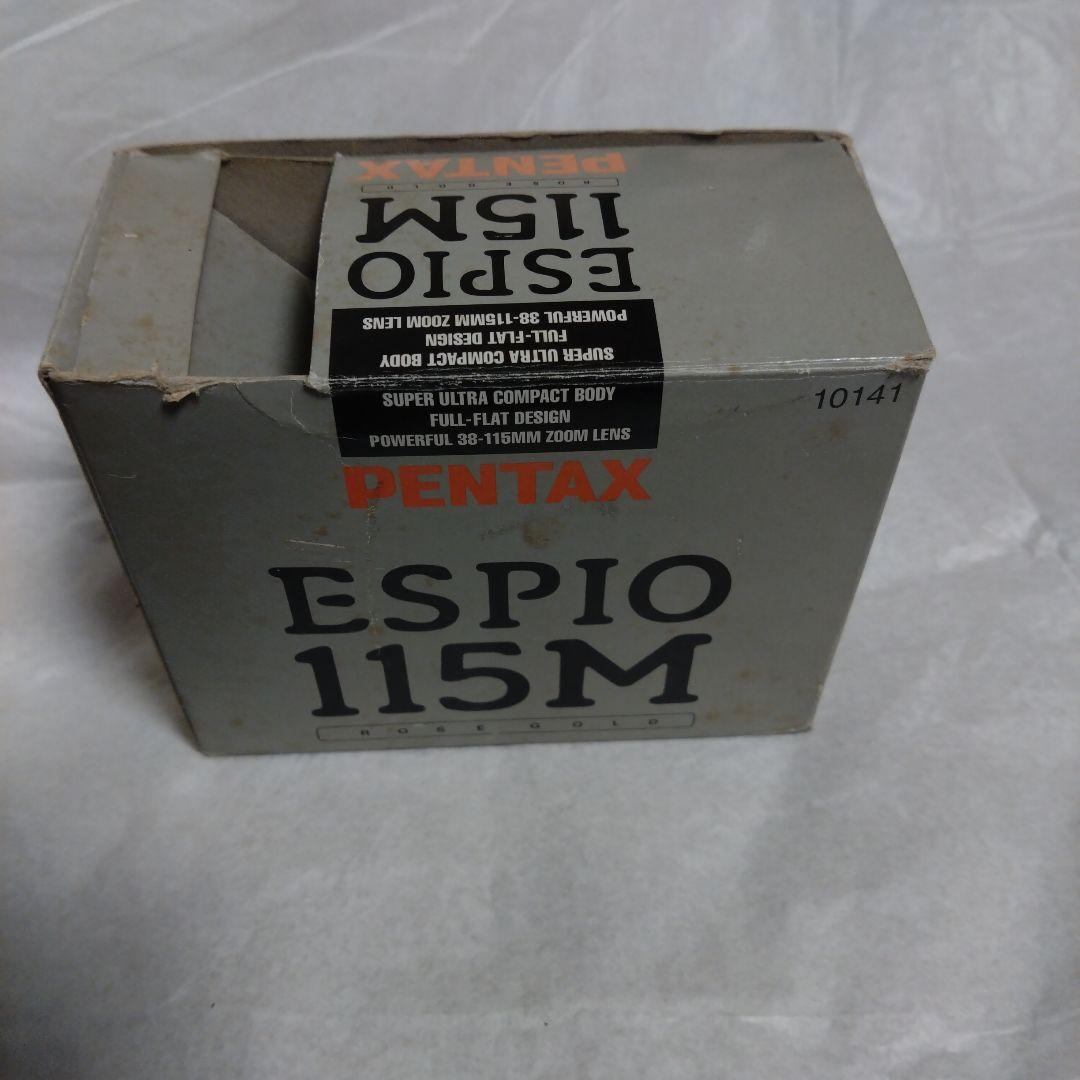 PENTAX
ROSE GOLD
115M
ESPIO
POWERFUL 38-115MM ZOOM LENS
FULL-FLAT DESIGN
SUPER ULTRA COMPACT BODY
SUPER ULTRA COMPACT BODY
FULL-FLAT DESIGN
POWERFUL 38-115MM ZOOM LENS
10141
PENTAX
ESPIO
115M
ROSE GOLD